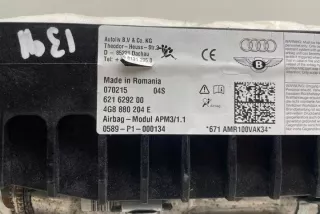 Autoliv B.V & Co. KG
Theodor-Heuss-Str.
D - 85221 Dachau
Made in Romania
070215 04S
621 6292 00
4G8 880 204 E
Airbag-Modul APM3/1.1
0589-P1-000134
*671 AMR100VAK34*
B